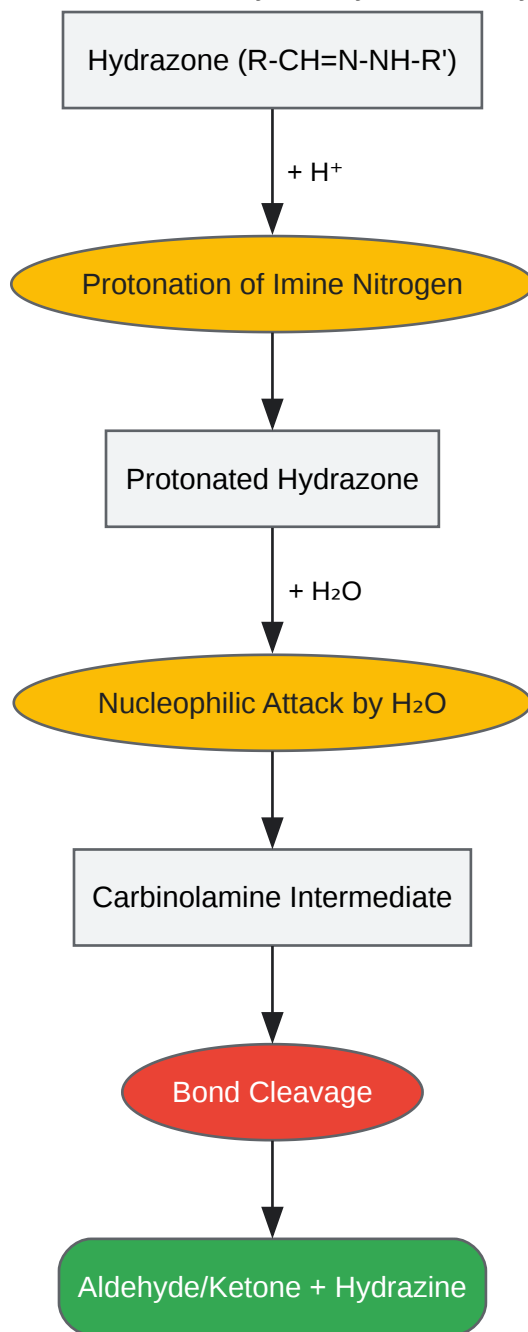 Hydrazone (R-CH=N-NH-R')
+ H⁺
Protonation of Imine Nitrogen
Protonated Hydrazone
+ H₂O
Nucleophilic Attack by H₂O
Carbinolamine Intermediate
Bond Cleavage
Aldehyde/Ketone + Hydrazine